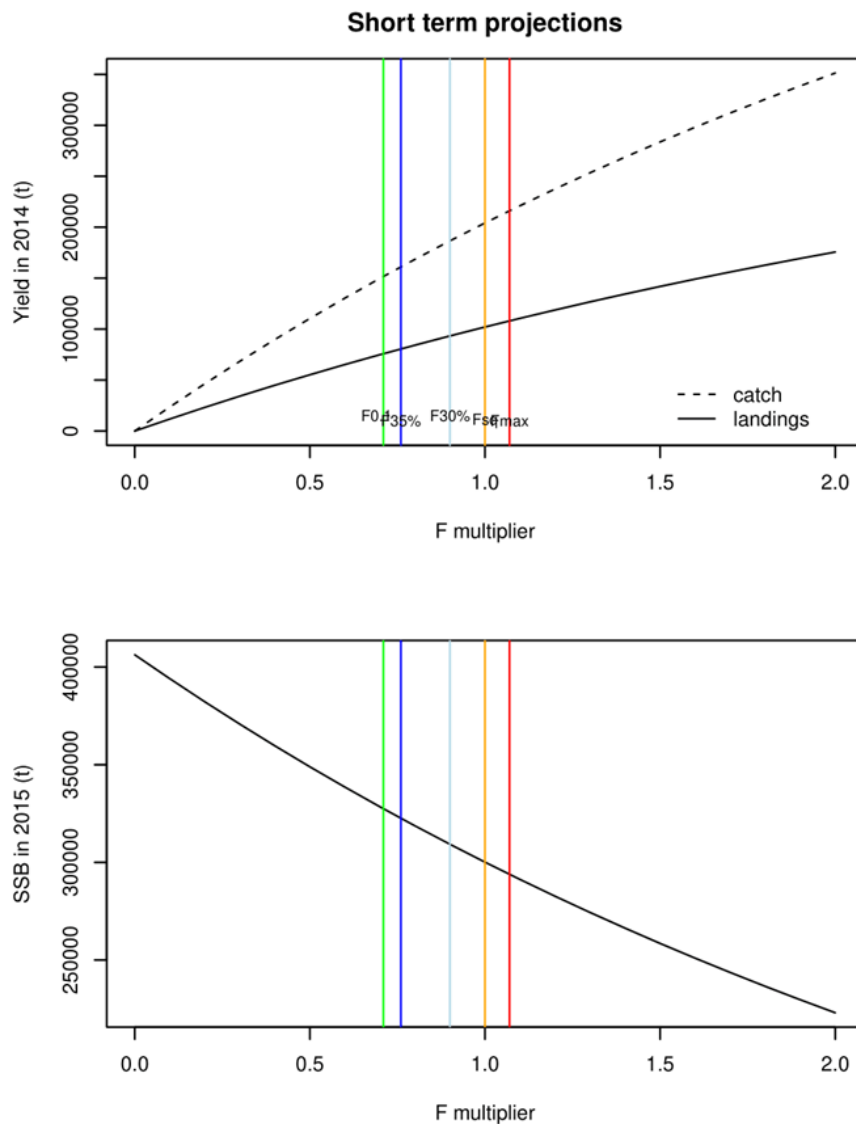 Short term projections
Yield in 2014 (t)
300000
200000
100000
0
F0.1
F35%
F30%
Fsq
Fmax
catch
landings
0.0 0.5 1.0 1.5 2.0
F multiplier
SSB in 2015 (t)
400000
350000
300000
250000
0.0 0.5 1.0 1.5 2.0
F multiplier